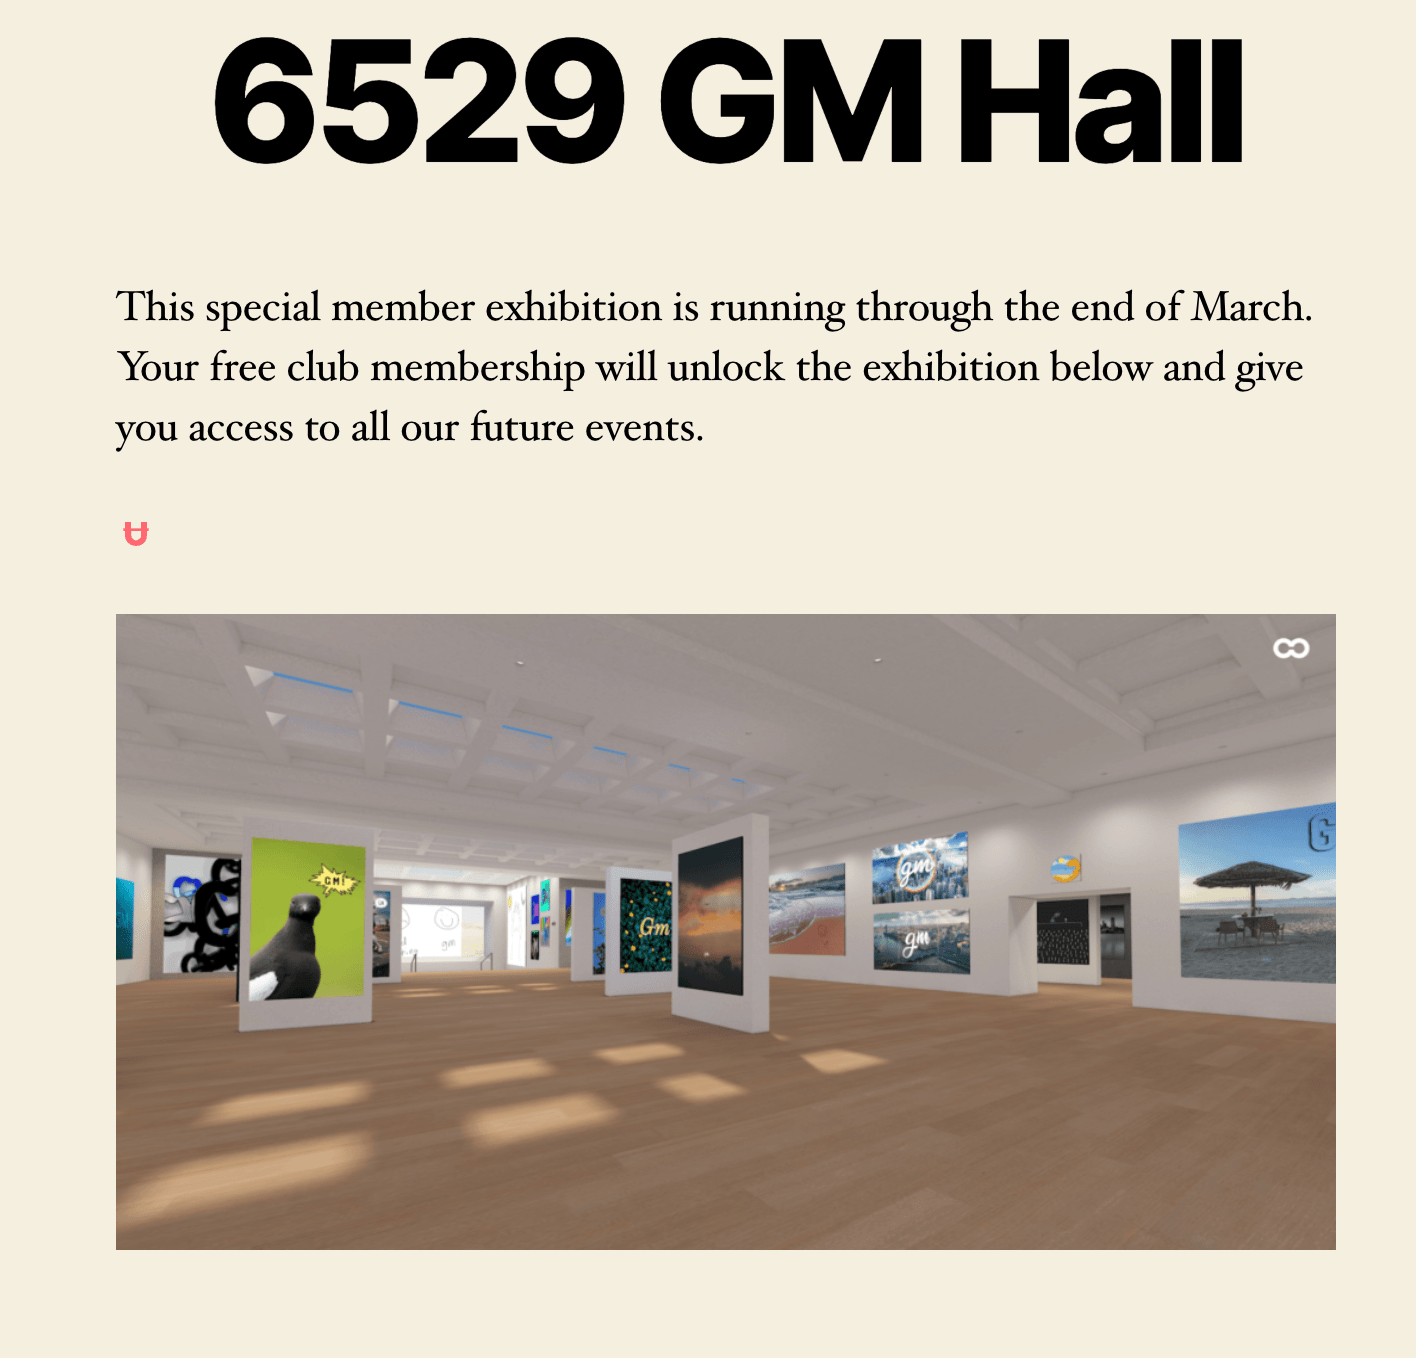 6529 GM Hall
This special member exhibition is running through the end of March.
Your free club membership will unlock the exhibition below and give
you access to all our future events.
GM!
gm
Gm
gm
gm
G